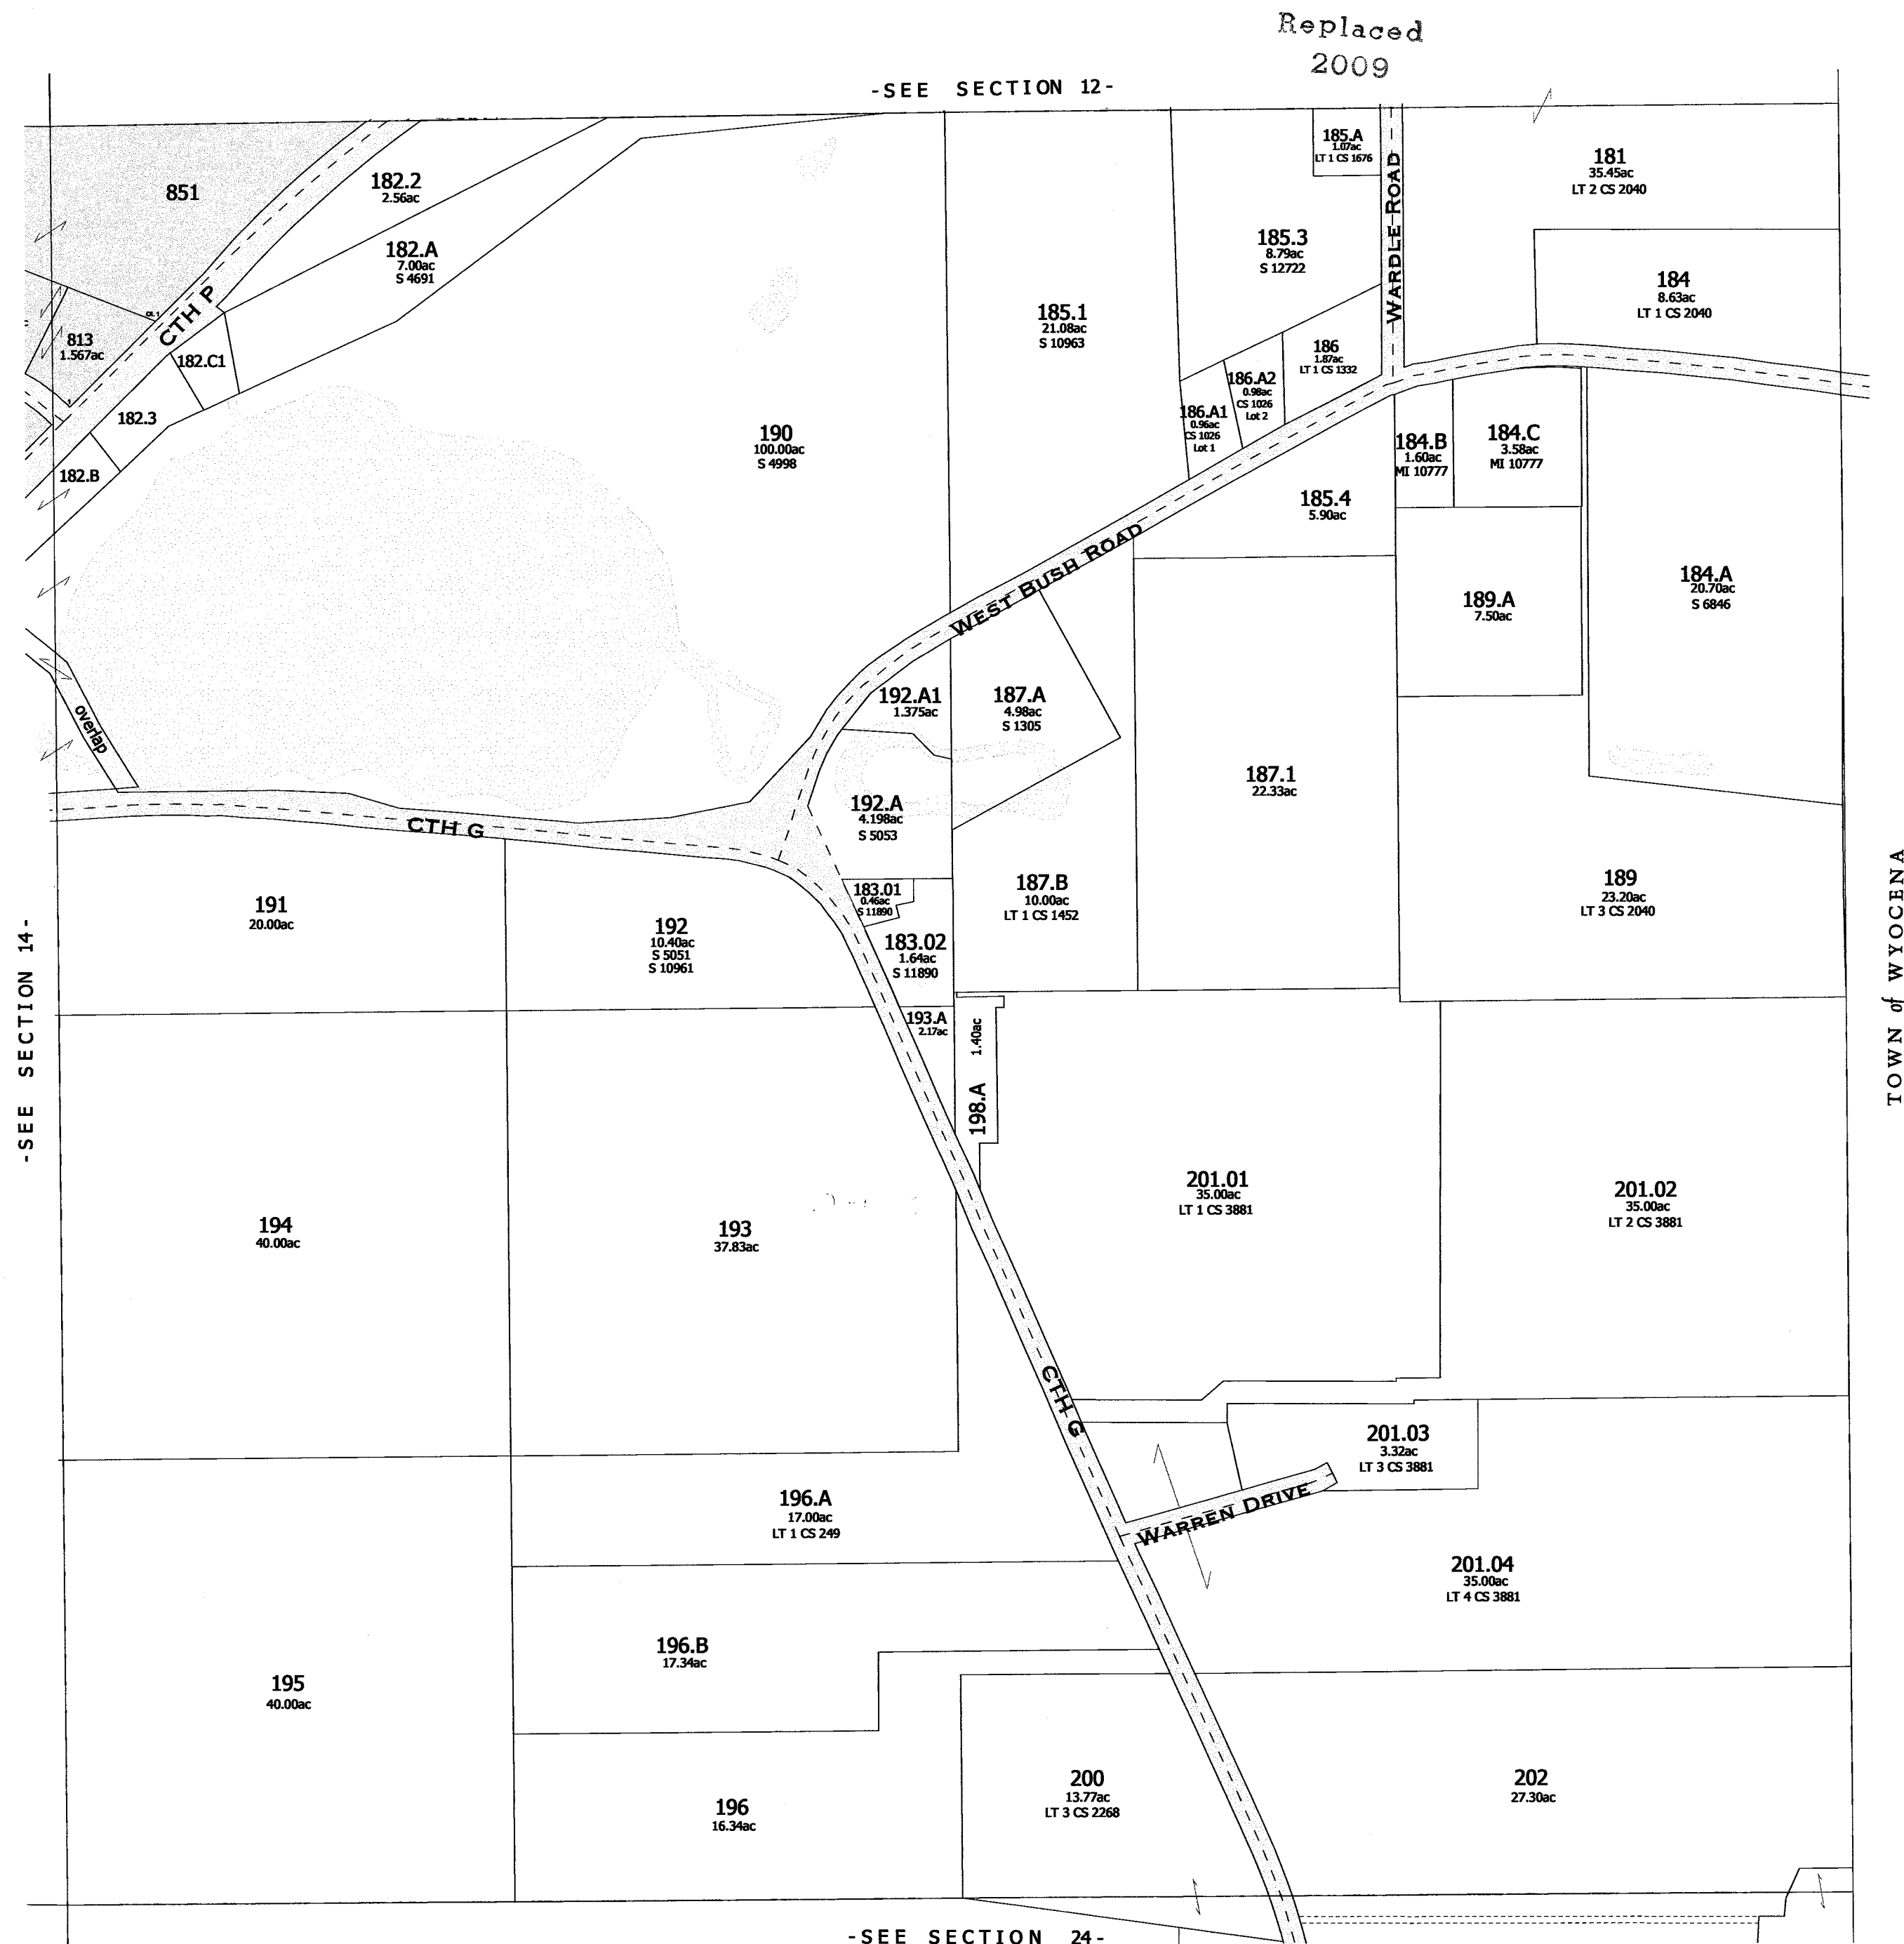 Replaced
2009
-SEE SECTION 12-
851
182.2
2.56ac
182.A
7.00ac
S 4691
CTH P
OL 1
813
1.567ac
1
182.C1
182.3
182.B
190
100.00ac
S 4998
185.1
21.08ac
S 10963
185.A
1.07ac
LT 1 CS 1676
185.3
8.79ac
S 12722
WARDLE ROAD
181
35.45ac
LT 2 CS 2040
184
8.63ac
LT 1 CS 2040
186
1.87ac
LT 1 CS 1332
186.A2
0.98ac
CS 1026
Lot 2
186.A1
0.96ac
CS 1026
Lot 1
185.4
5.90ac
184.B
1.60ac
MI 10777
184.C
3.58ac
MI 10777
184.A
20.70ac
S 6846
189.A
7.50ac
WEST BUSH ROAD
overlap
192.A1
1.375ac
187.A
4.98ac
S 1305
187.1
22.33ac
192.A
4.198ac
S 5053
CTH G
191
20.00ac
192
10.40ac
S 5051
S 10961
183.01
0.46ac
S 11890
183.02
1.64ac
S 11890
187.B
10.00ac
LT 1 CS 1452
189
23.20ac
LT 3 CS 2040
TOWN of WYOCENA
-SEE SECTION 14-
193.A
2.17ac
198.A 1.40ac
194
40.00ac
193
37.83ac
201.01
35.00ac
LT 1 CS 3881
201.02
35.00ac
LT 2 CS 3881
CTH G
201.03
3.32ac
LT 3 CS 3881
WARREN DRIVE
196.A
17.00ac
LT 1 CS 249
201.04
35.00ac
LT 4 CS 3881
196.B
17.34ac
195
40.00ac
196
16.34ac
200
13.77ac
LT 3 CS 2268
202
27.30ac
-SEE SECTION 24-